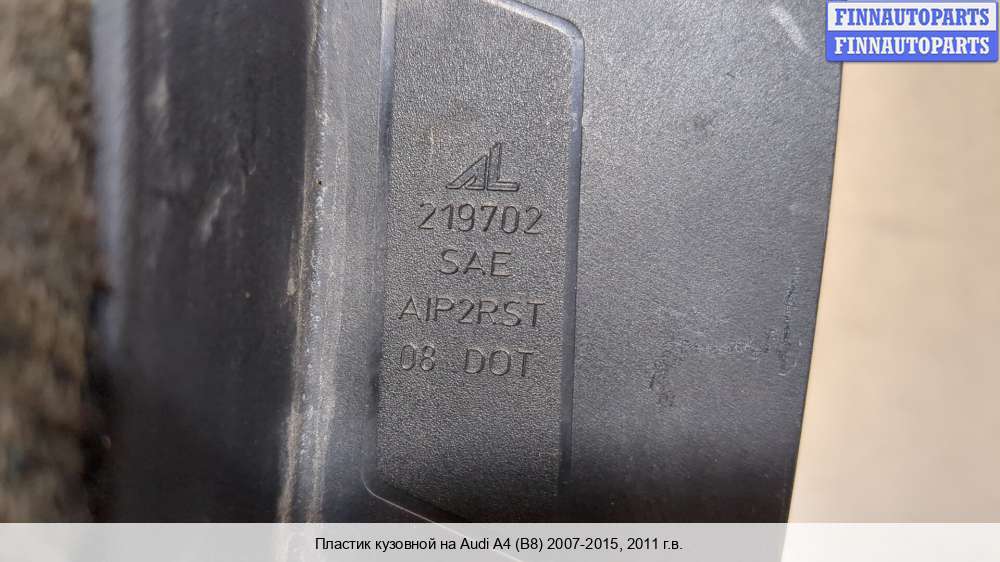 FINNAUTOPARTS
FINNAUTOPARTS
AL
219702
SAE
AIP2RST
08 DOT
Пластик кузовной на Audi A4 (B8) 2007-2015, 2011 г.в.